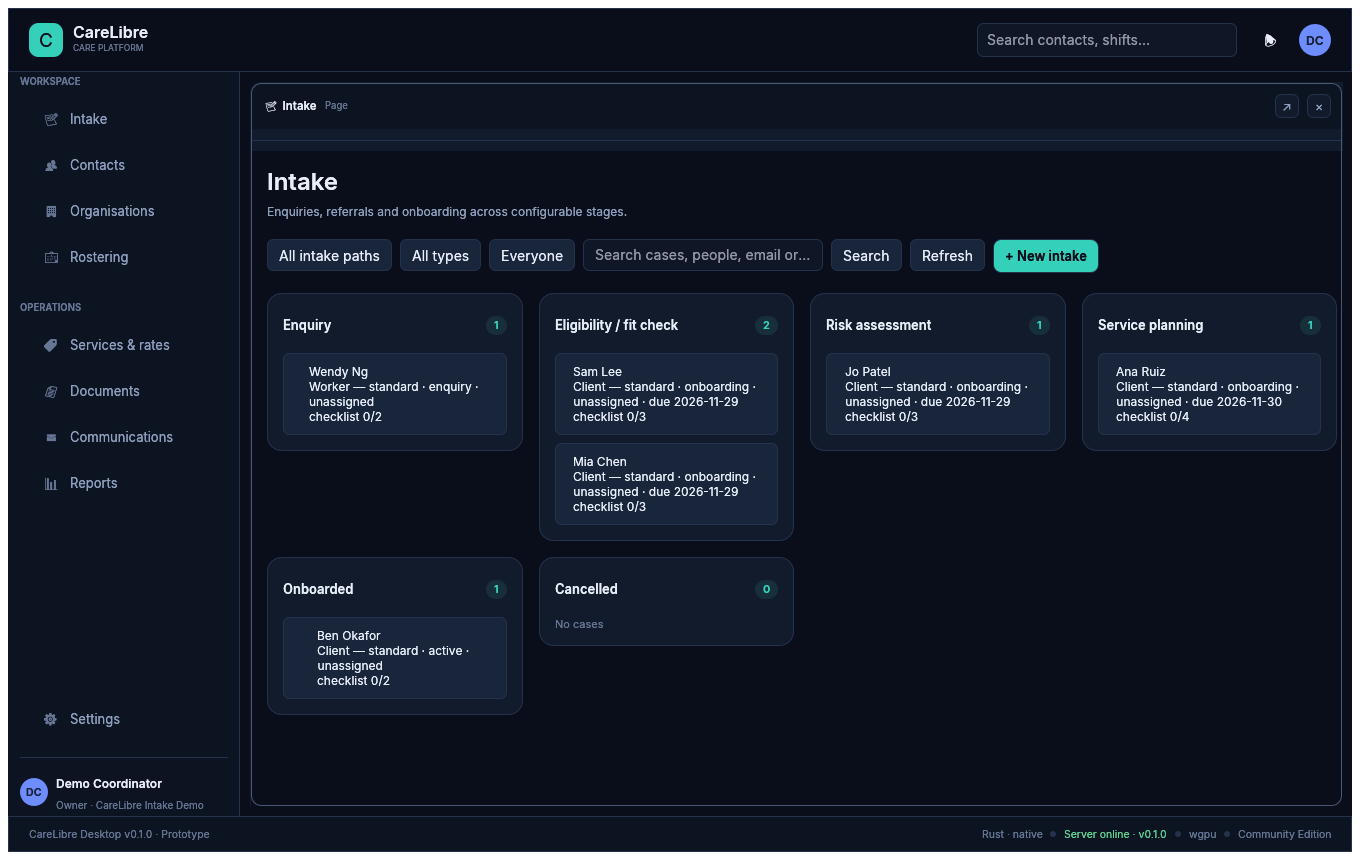 C
CareLibre
CARE PLATFORM
Search contacts, shifts...
DC
WORKSPACE
Intake
Contacts
Organisations
Rostering
OPERATIONS
Services & rates
Documents
Communications
Reports
Settings
DC
Demo Coordinator
Owner · CareLibre Intake Demo
Intake Page
Intake
Enquiries, referrals and onboarding across configurable stages.
All intake paths
All types
Everyone
Search cases, people, email or...
Search
Refresh
+ New intake
Enquiry 1
Wendy Ng
Worker — standard · enquiry ·
unassigned
checklist 0/2
Eligibility / fit check 2
Sam Lee
Client — standard · onboarding ·
unassigned · due 2026-11-29
checklist 0/3
Mia Chen
Client — standard · onboarding ·
unassigned · due 2026-11-29
checklist 0/3
Risk assessment 1
Jo Patel
Client — standard · onboarding ·
unassigned · due 2026-11-29
checklist 0/3
Service planning 1
Ana Ruiz
Client — standard · onboarding ·
unassigned · due 2026-11-30
checklist 0/4
Onboarded 1
Ben Okafor
Client — standard · active ·
unassigned
checklist 0/2
Cancelled 0
No cases
CareLibre Desktop v0.1.0 · Prototype
Rust · native
Server online · v0.1.0
wgpu
Community Edition